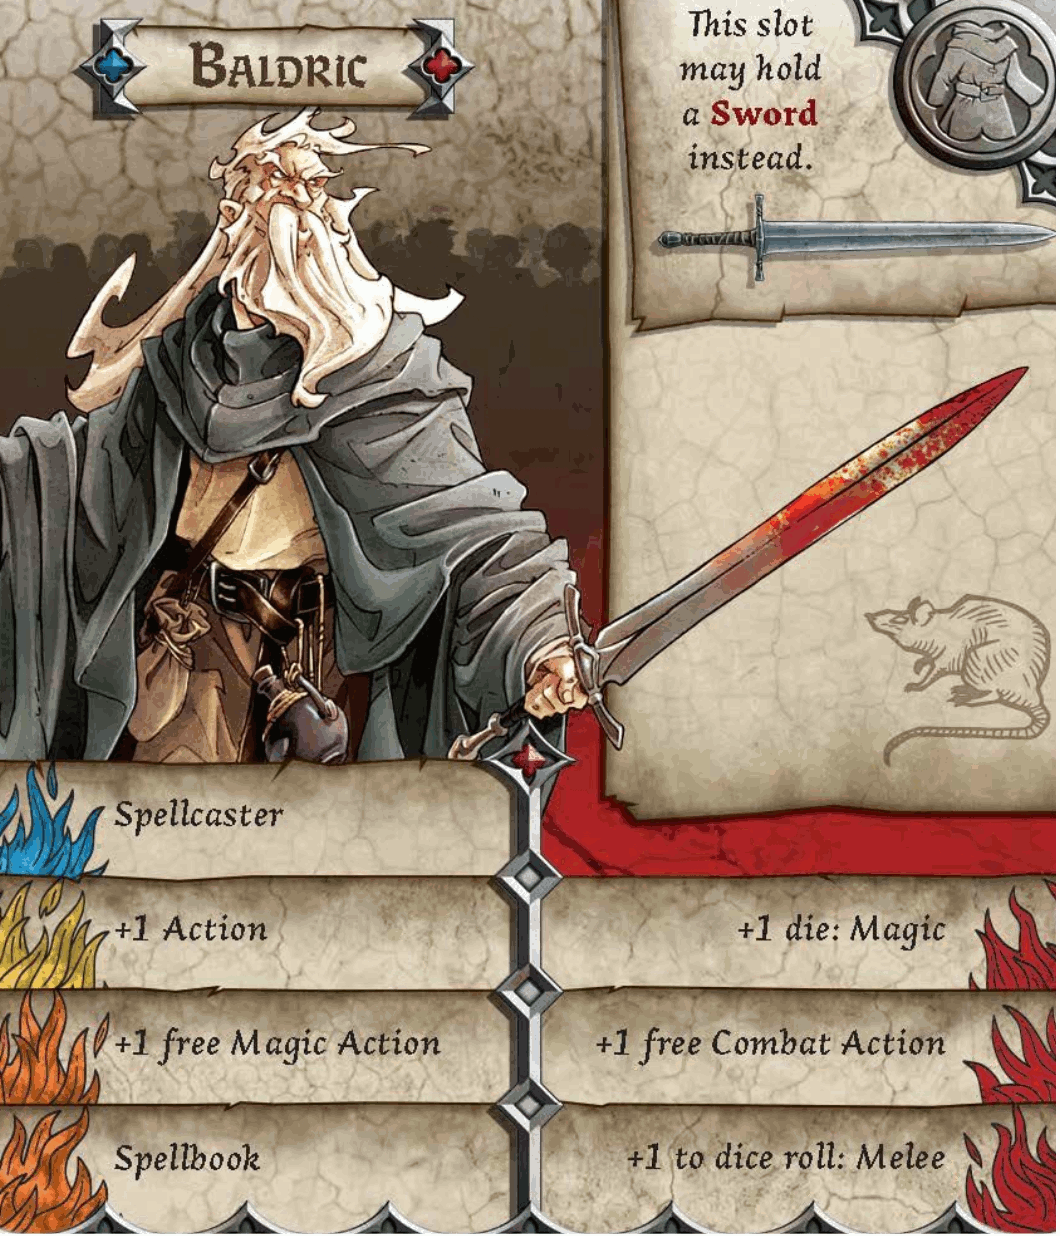 BALDRIC
This slot
may hold
a Sword
instead.
Spellcaster
+1 Action
+1 free Magic Action
Spellbook
+1 die: Magic
+1 free Combat Action
+1 to dice roll: Melee